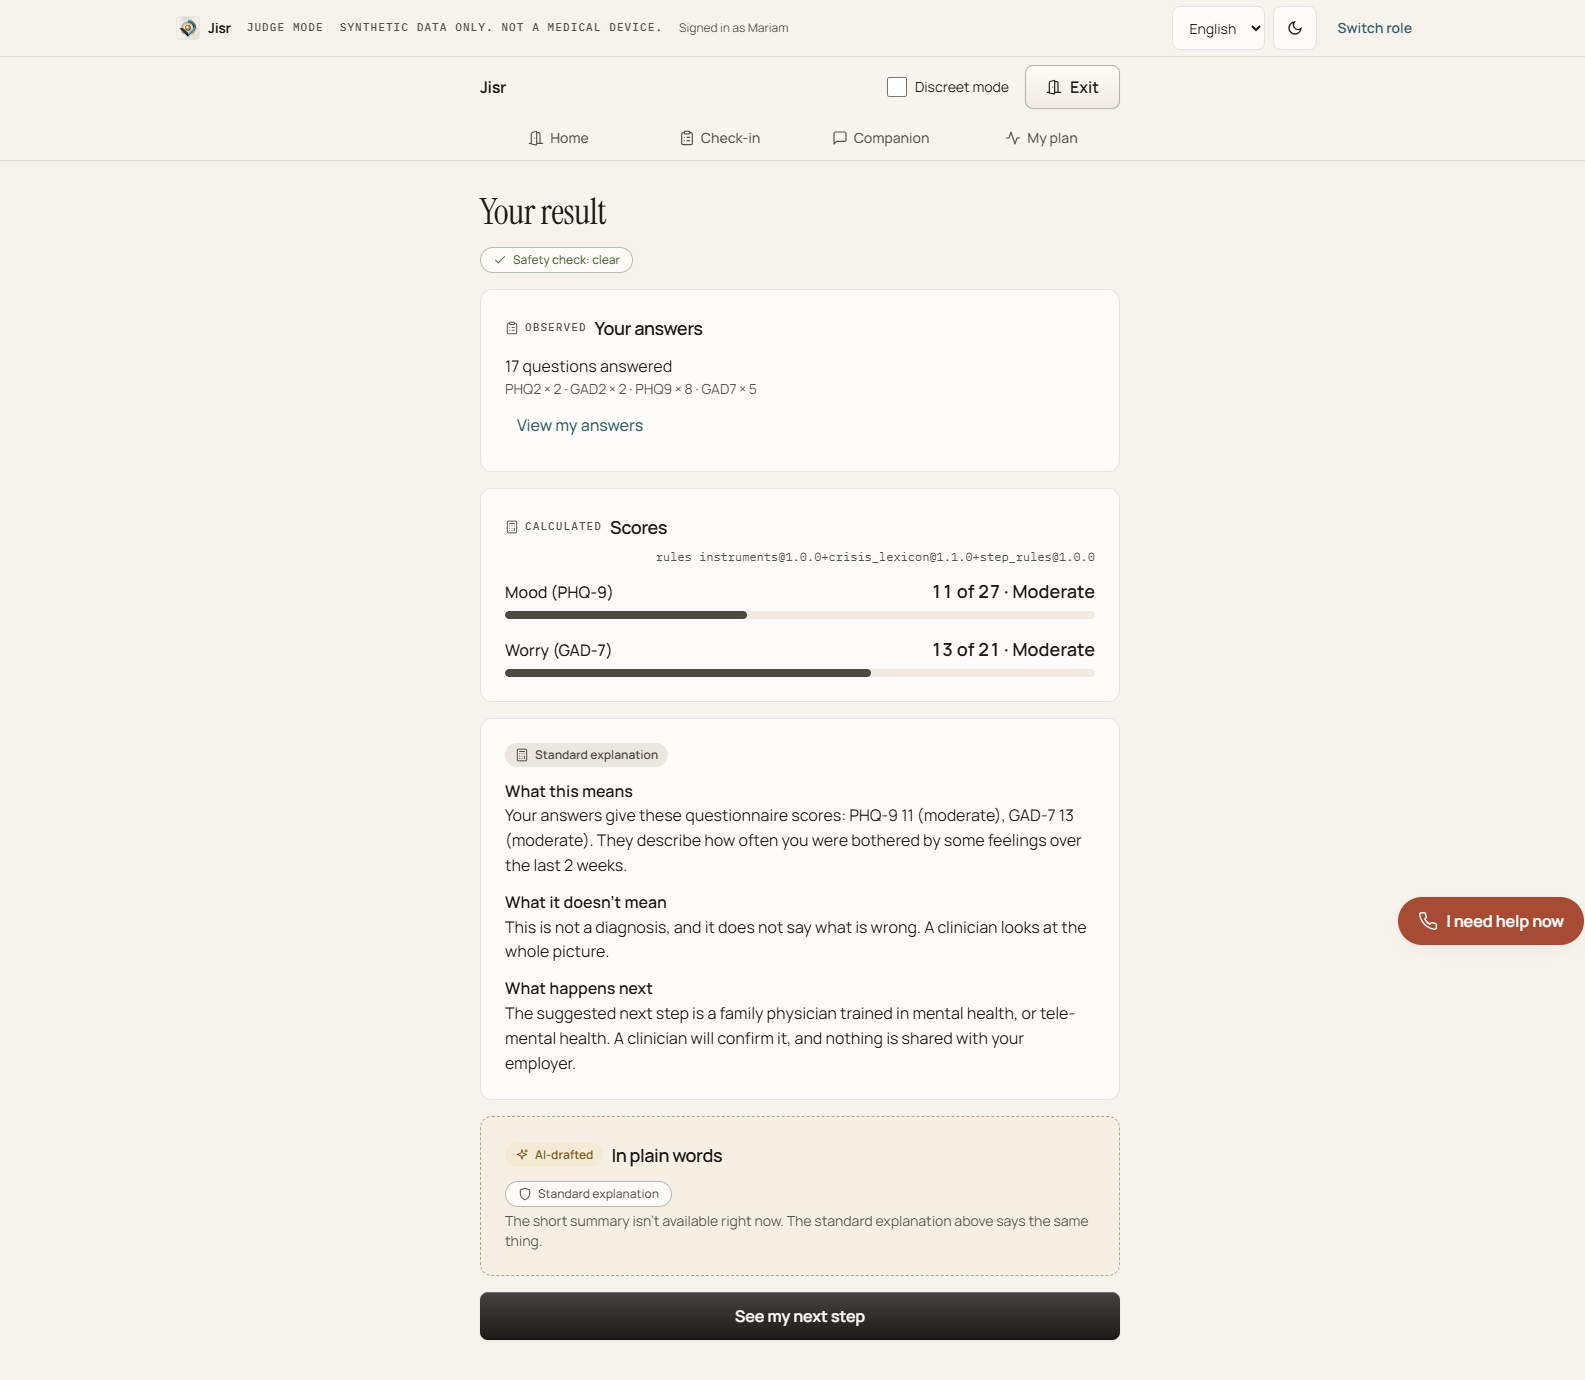 Jisr JUDGE MODE SYNTHETIC DATA ONLY. NOT A MEDICAL DEVICE. Signed in as Mariam English Switch role
Jisr Discreet mode Exit
Home Check-in Companion My plan
Your result
Safety check: clear
OBSERVED Your answers
17 questions answered
PHQ2 × 2 · GAD2 × 2 · PHQ9 × 8 · GAD7 × 5
View my answers
CALCULATED Scores
rules instruments@1.0.0+crisis_lexicon@1.1.0+step_rules@1.0.0
Mood (PHQ-9) 11 of 27 · Moderate
Worry (GAD-7) 13 of 21 · Moderate
Standard explanation
What this means
Your answers give these questionnaire scores: PHQ-9 11 (moderate), GAD-7 13
(moderate). They describe how often you were bothered by some feelings over
the last 2 weeks.
What it doesn't mean
This is not a diagnosis, and it does not say what is wrong. A clinician looks at the
whole picture.
What happens next
The suggested next step is a family physician trained in mental health, or tele-
mental health. A clinician will confirm it, and nothing is shared with your
employer.
I need help now
AI-drafted In plain words
Standard explanation
The short summary isn't available right now. The standard explanation above says the same
thing.
See my next step